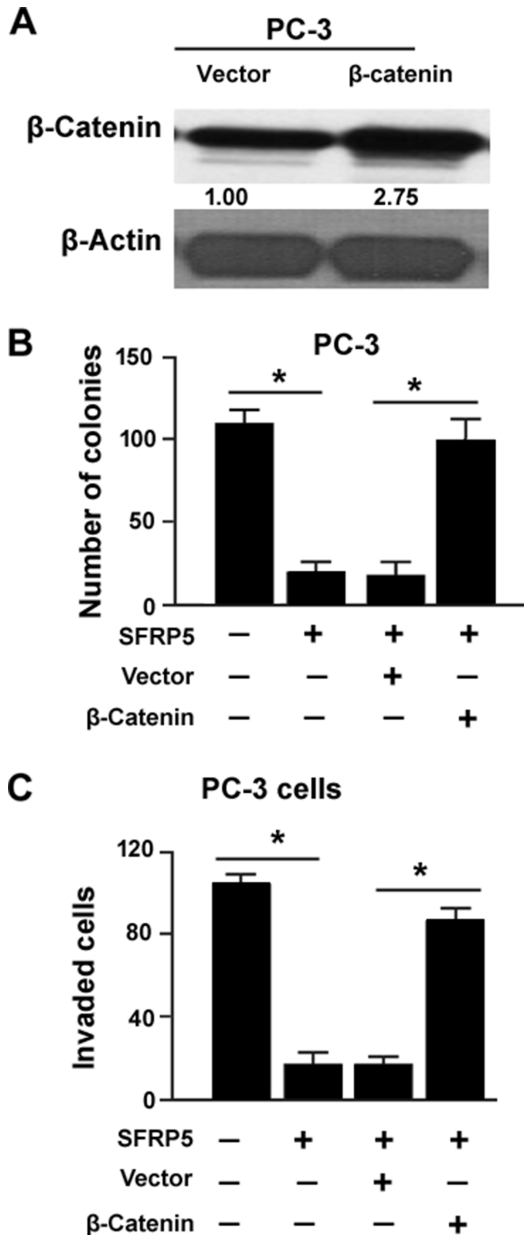 A
PC-3
Vector β-catenin
β-Catenin
1.00 2.75
β-Actin
B
PC-3
Number of colonies
150
100
50
0
* *
SFRP5 – + + +
Vector – – + –
β-Catenin – – – +
C
PC-3 cells
Invaded cells
120
80
40
0
* *
SFRP5 – + + +
Vector – – + –
β-Catenin – – – +